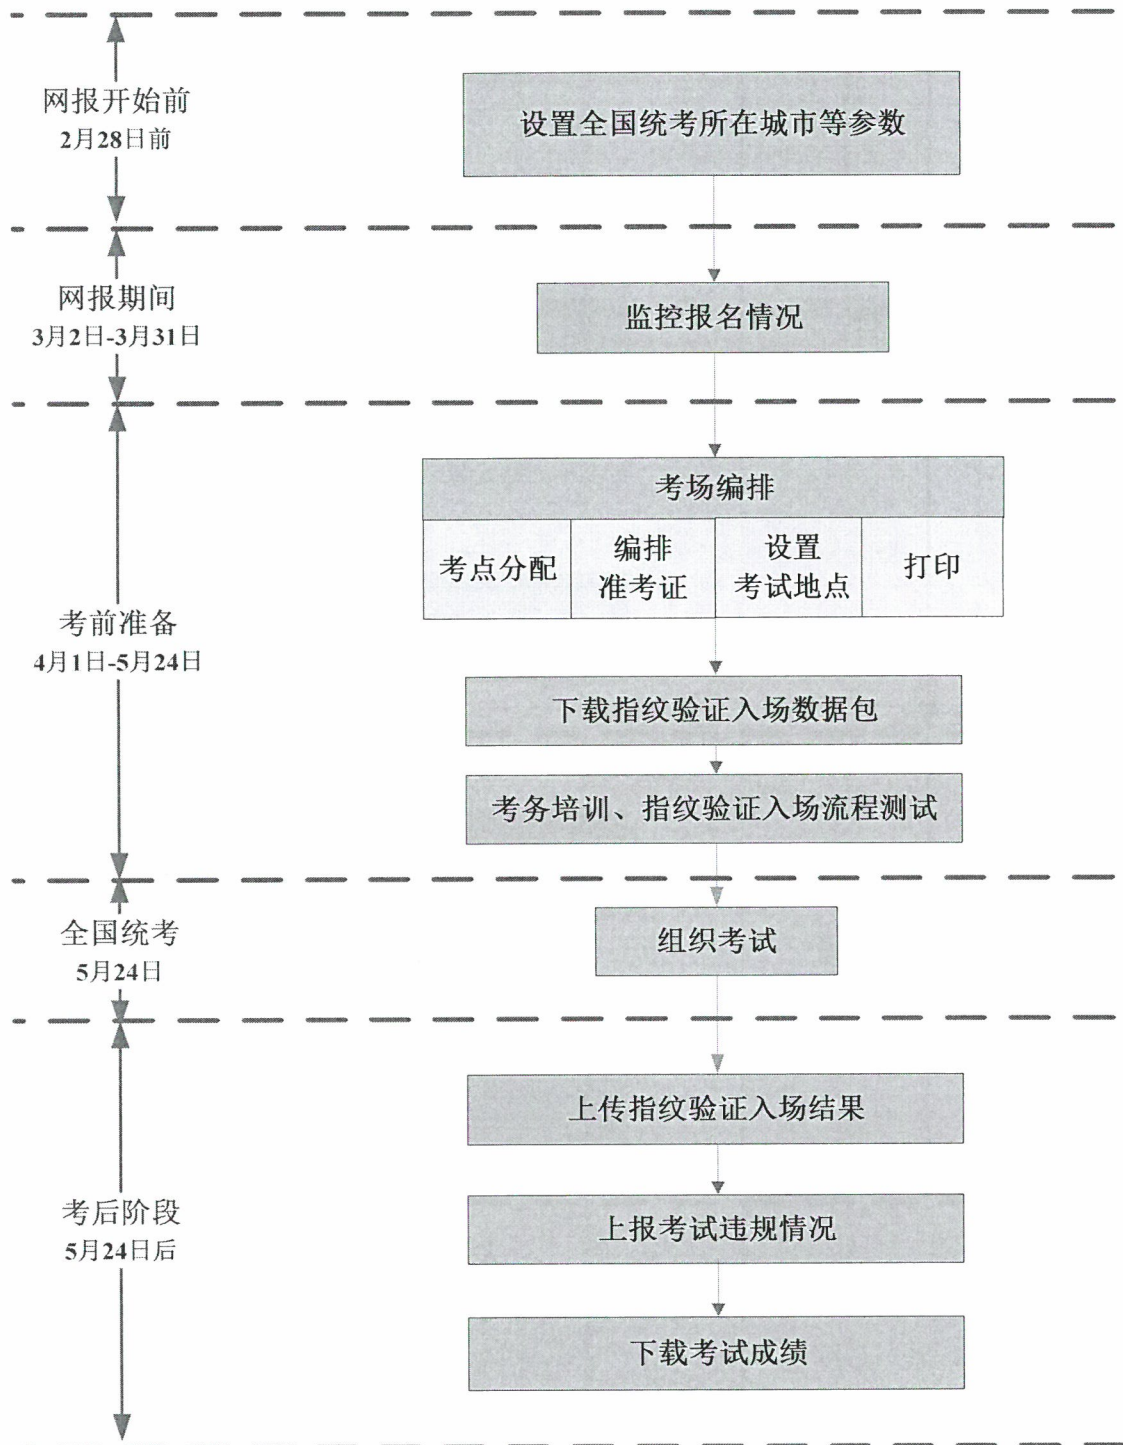 网报开始前
2月28日前
设置全国统考所在城市等参数
网报期间
3月2日-3月31日
监控报名情况
考前准备
4月1日-5月24日
考场编排
考点分配
编排
准考证
设置
考试地点
打印
下载指纹验证入场数据包
考务培训、指纹验证入场流程测试
全国统考
5月24日
组织考试
考后阶段
5月24日后
上传指纹验证入场结果
上报考试违规情况
下载考试成绩